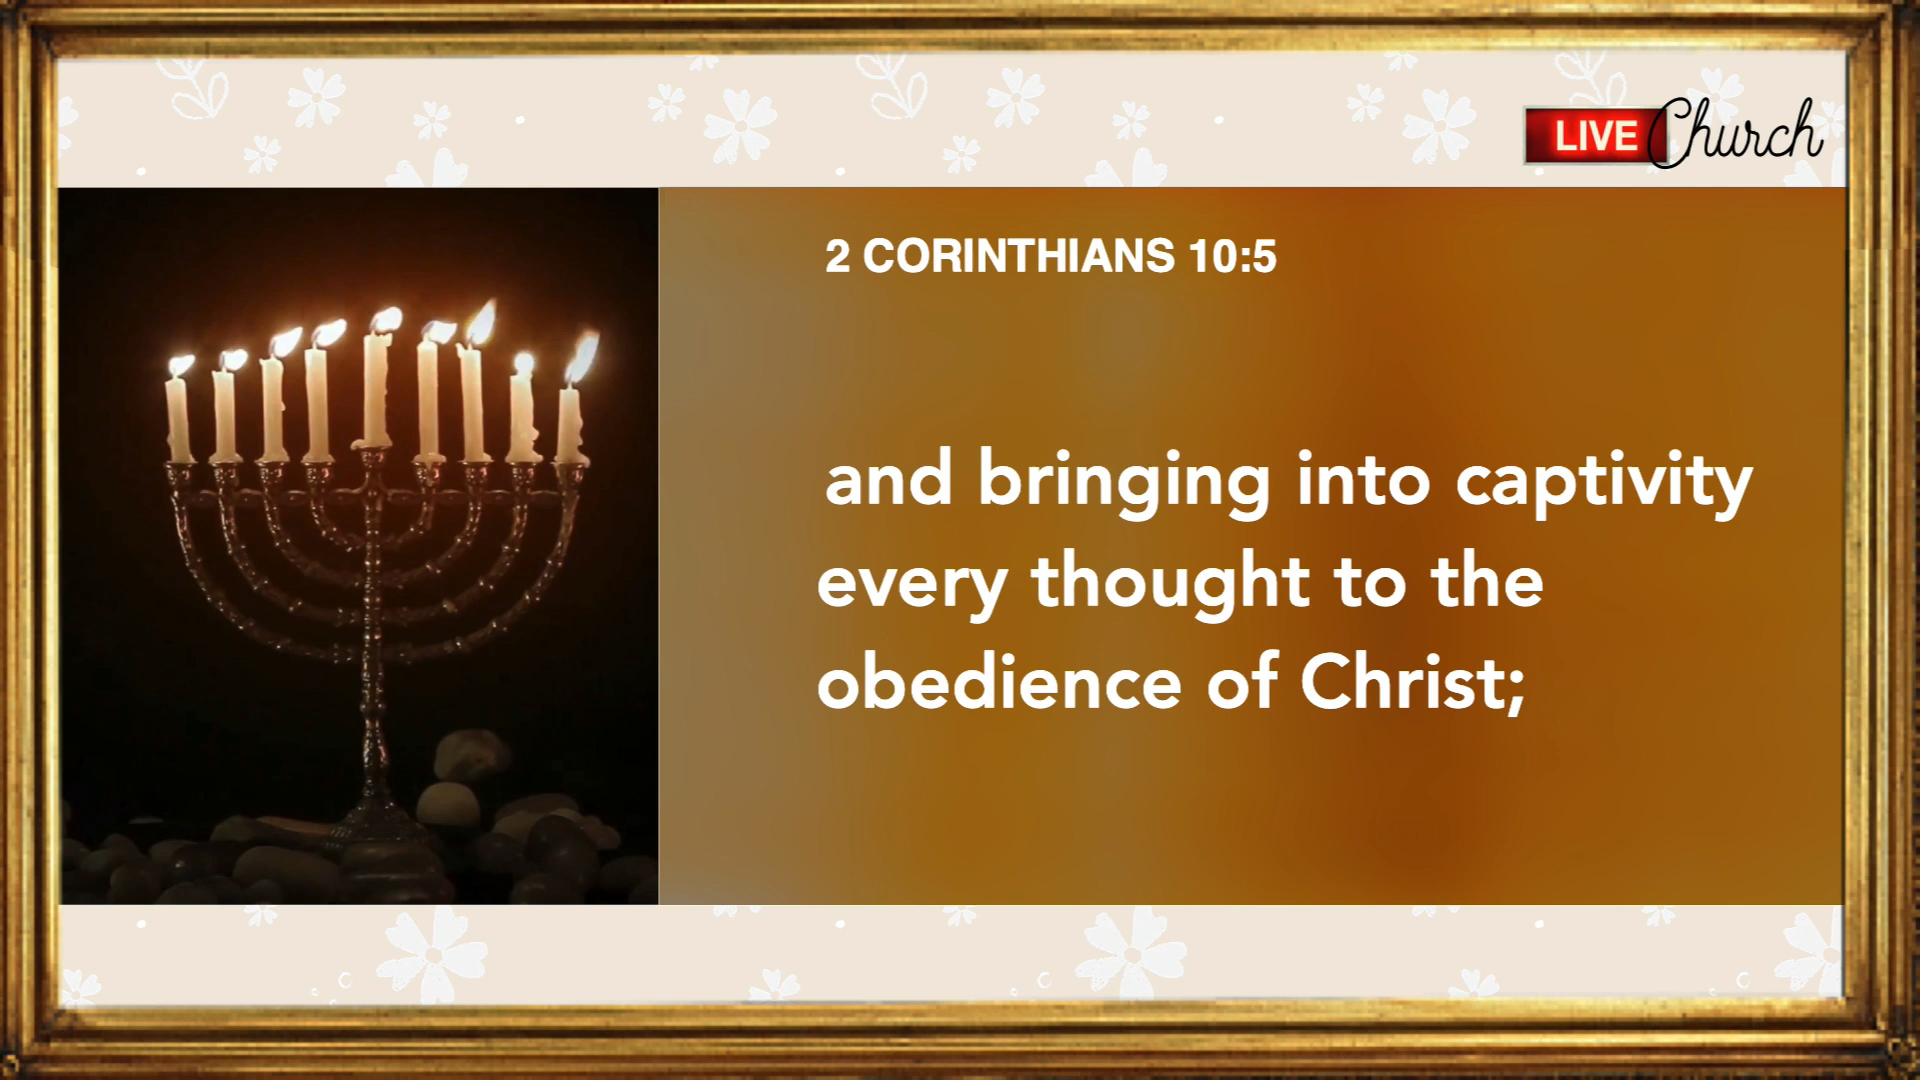 LIVE Church
2 CORINTHIANS 10:5
and bringing into captivity
every thought to the
obedience of Christ;